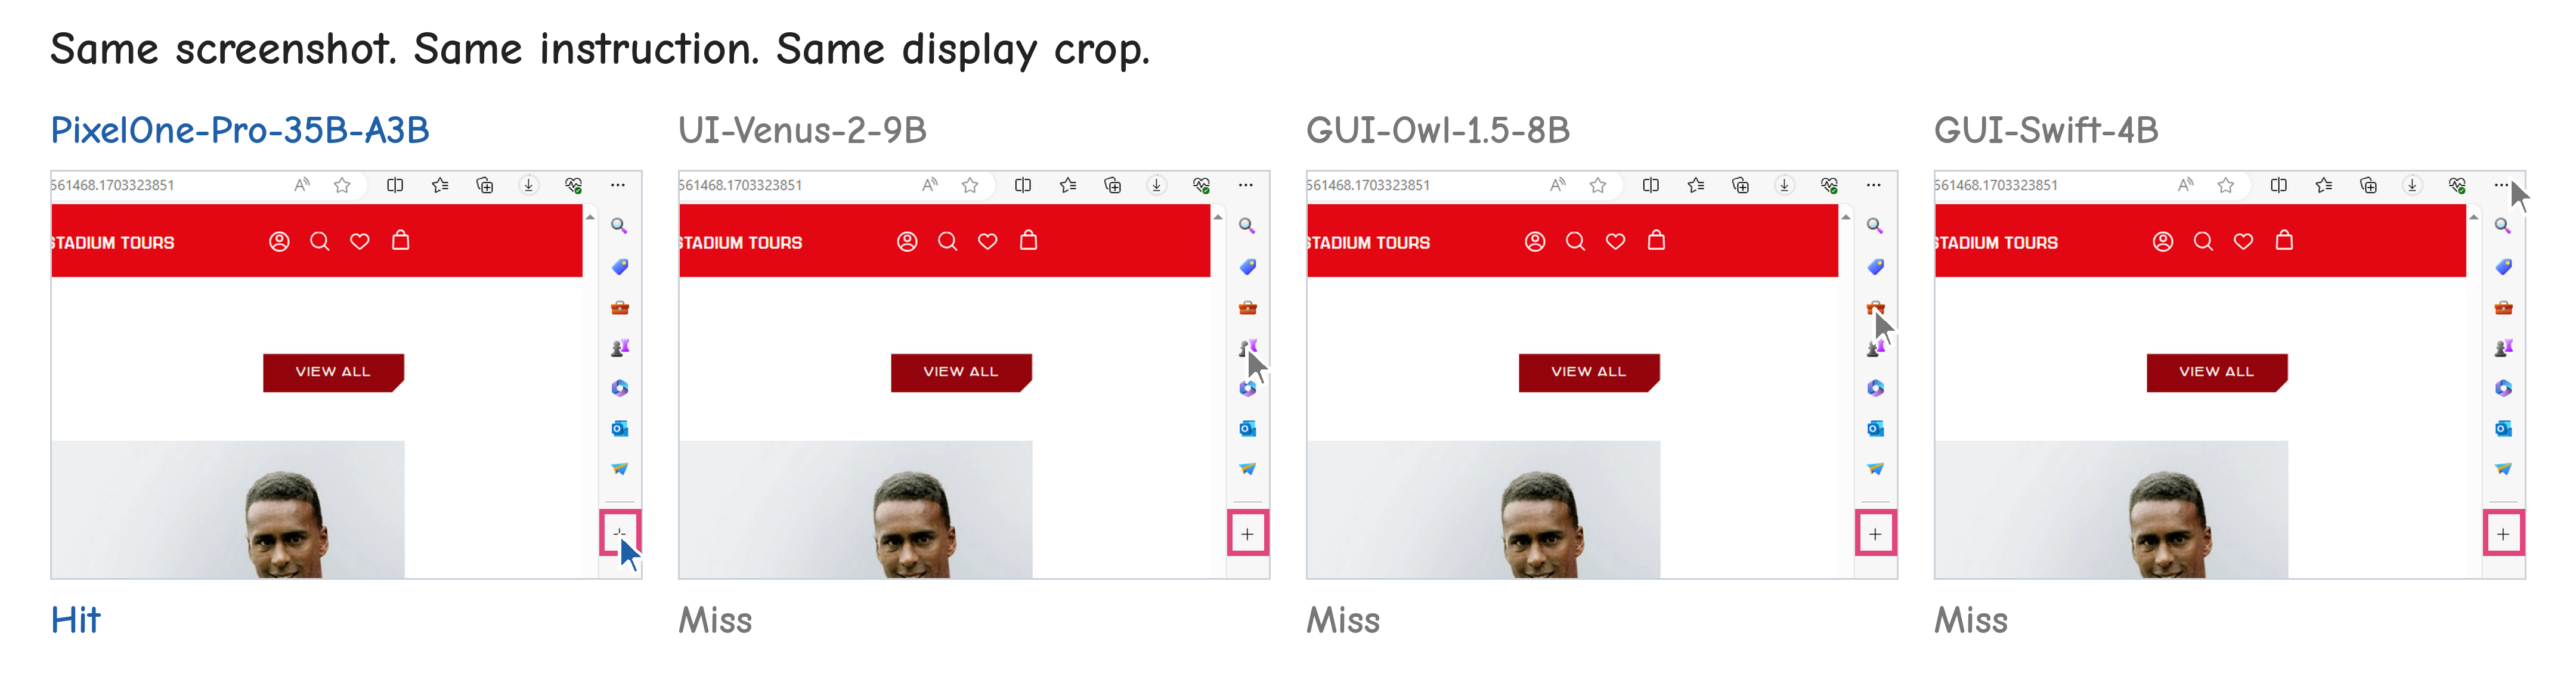 Same screenshot. Same instruction. Same display crop.
PixelOne-Pro-35B-A3B
UI-Venus-2-9B
GUI-Owl-1.5-8B
GUI-Swift-4B
561468.1703323851
561468.1703323851
561468.1703323851
561468.1703323851
STADIUM TOURS
STADIUM TOURS
STADIUM TOURS
STADIUM TOURS
VIEW ALL
VIEW ALL
VIEW ALL
VIEW ALL
Hit
Miss
Miss
Miss